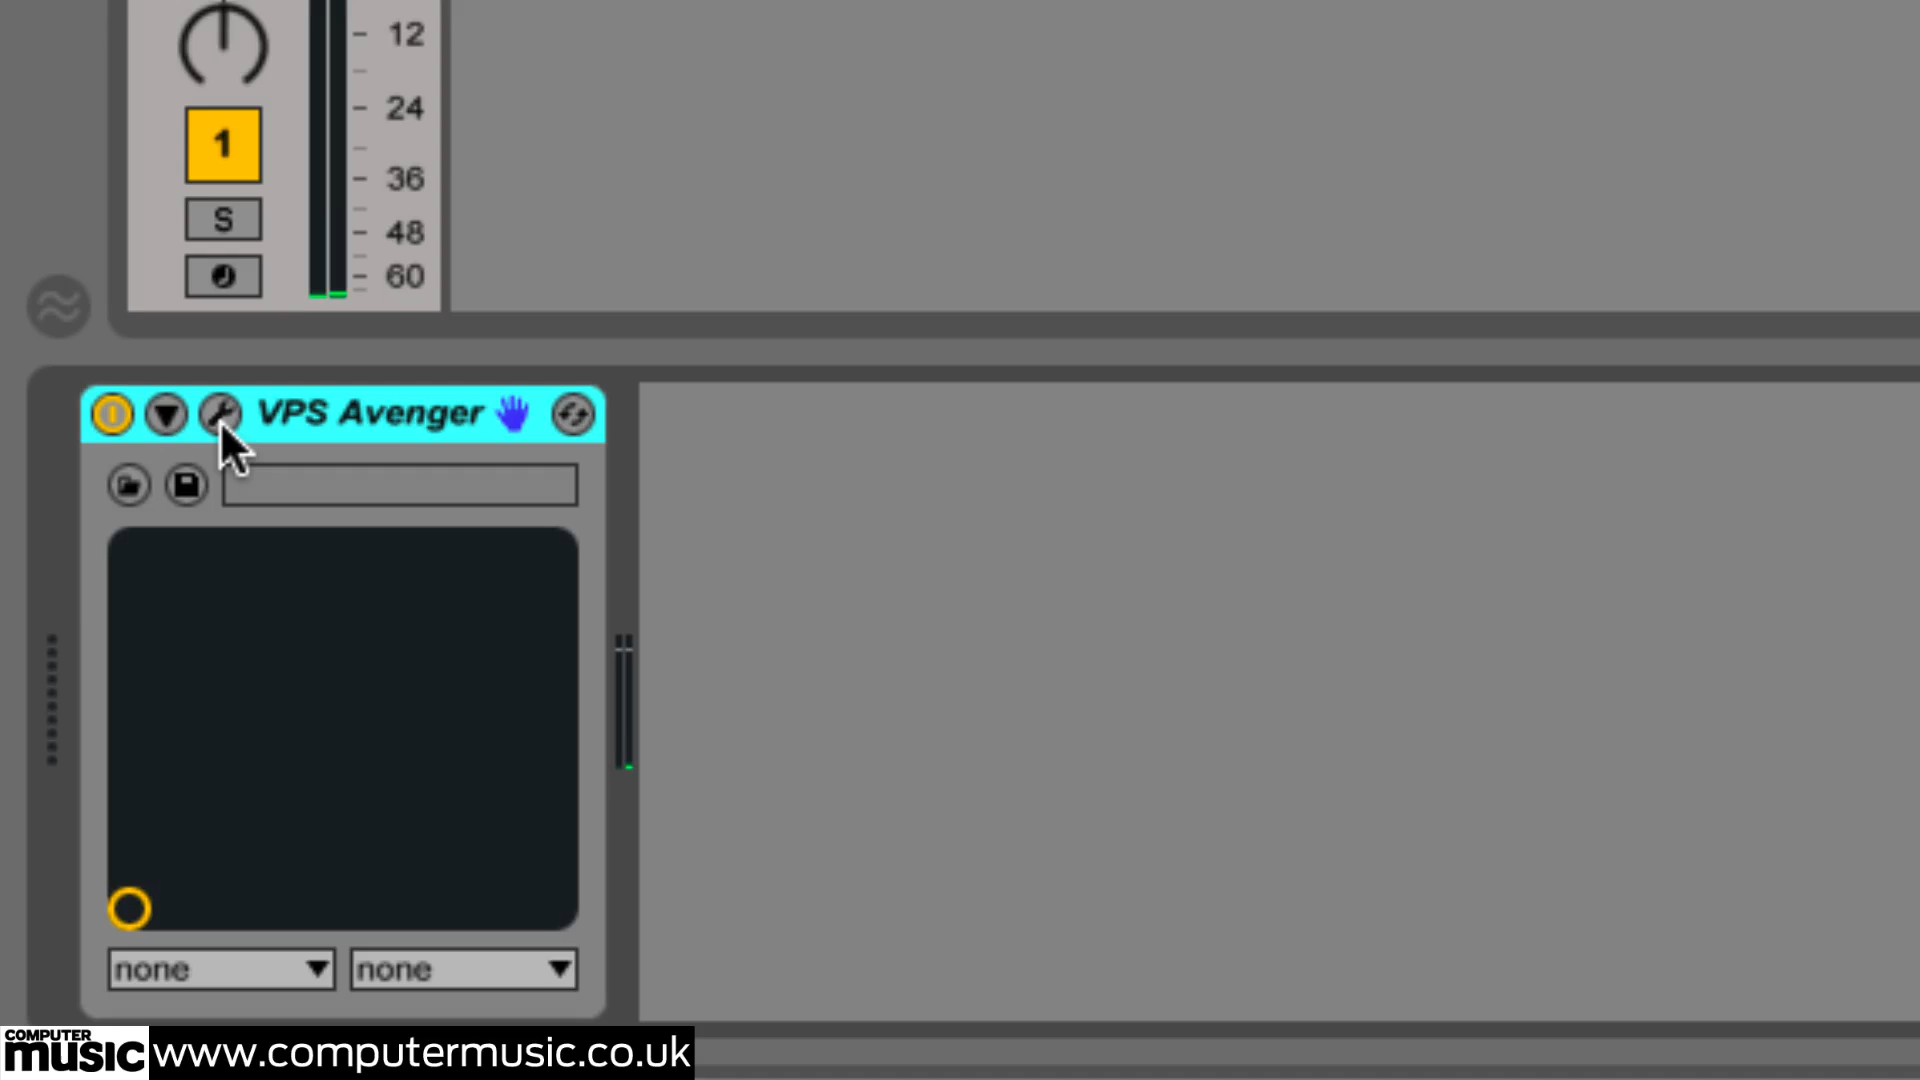 12
24
1
36
S
48
60
VPS Avenger
none
none
COMPUTER
music
www.computermusic.co.uk